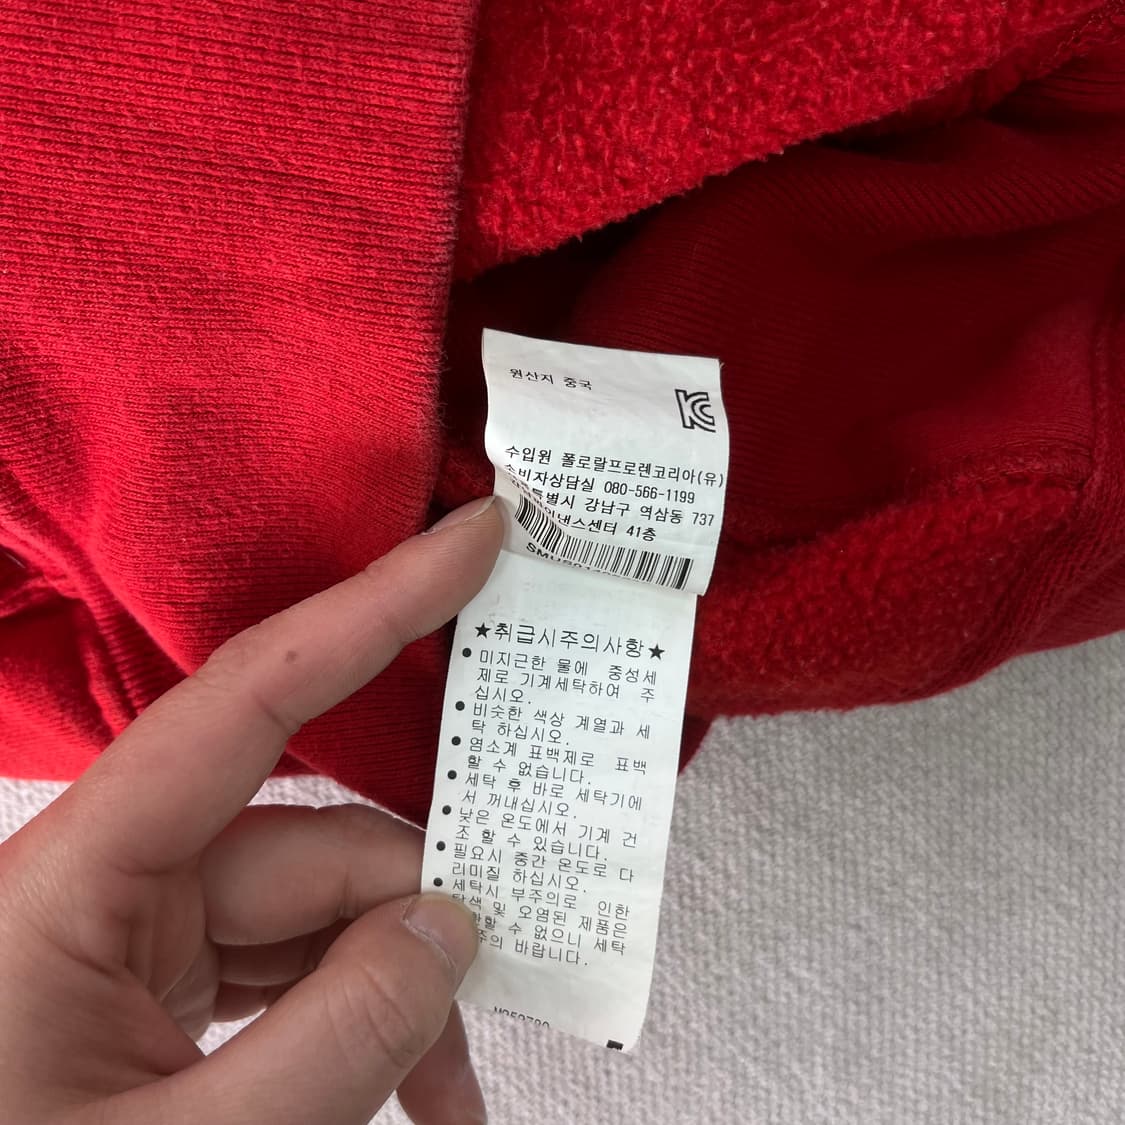 원산지 중국
KC
수입원 폴로랄프로렌코리아(유)
소비자상담실 080-566-1199
강남구 역삼동 737
41층
★취급시주의사항★
● 미지근한 물에 중성세
제로 기계세탁하여 주
십시오.
● 비슷한 색상 계열과 세
탁 하십시오.
● 염소계 표백제로 표백
할 수 없습니다.
● 세탁 후 바로 세탁기에
서 꺼내십시오.
● 낮은 온도에서 기계 건
조 할 수 있습니다.
● 필요시 중간 온도로 다
리미질 하십시오.
● 세탁시 부주의로 인한
탈색 및 오염된 제품은
수 없으니 세탁
주의 바랍니다.